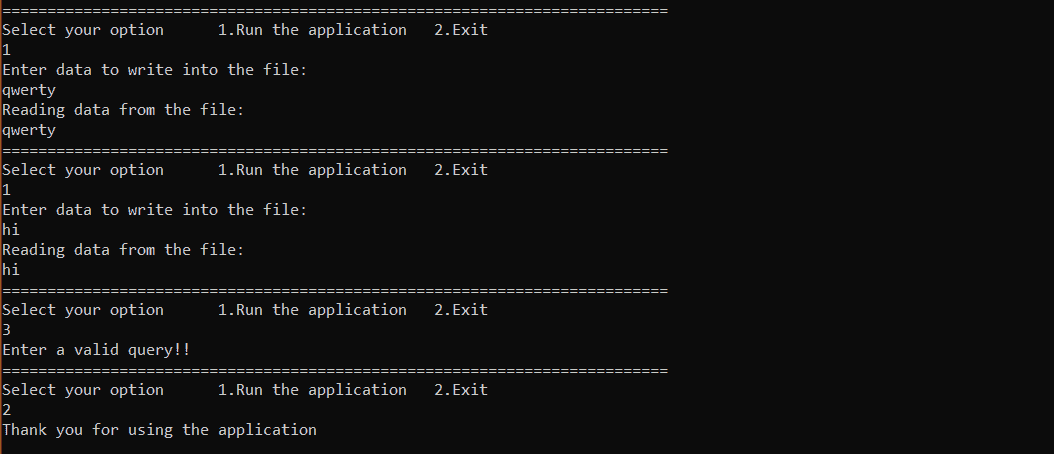 ==========================================================================
Select your option      1.Run the application   2.Exit
1
Enter data to write into the file:
qwerty
Reading data from the file:
qwerty
==========================================================================
Select your option      1.Run the application   2.Exit
1
Enter data to write into the file:
hi
Reading data from the file:
hi
==========================================================================
Select your option      1.Run the application   2.Exit
3
Enter a valid query!!
==========================================================================
Select your option      1.Run the application   2.Exit
2
Thank you for using the application